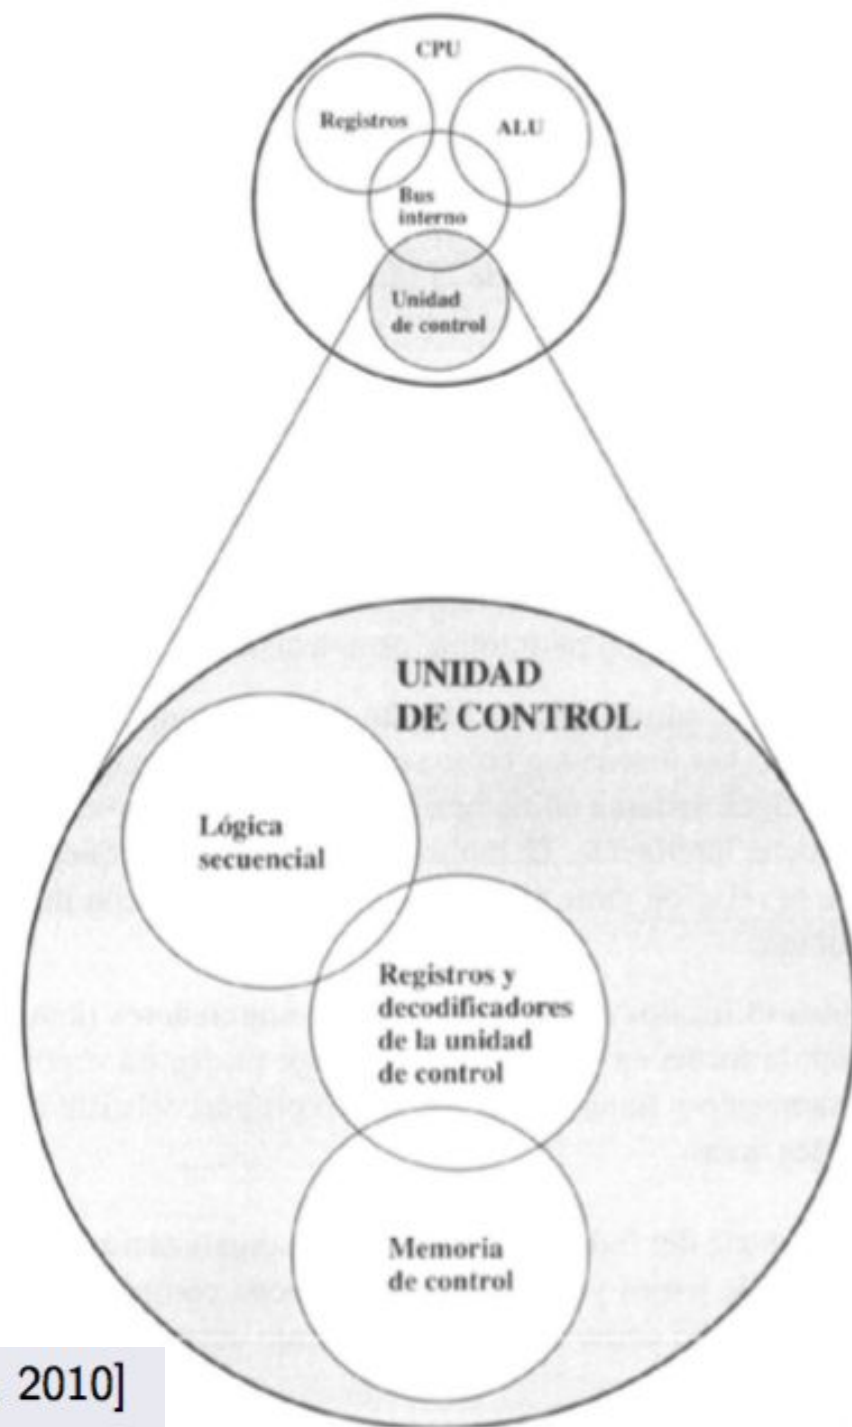 CPU
Registros
ALU
Bus
interno
Unidad
de control
UNIDAD
DE CONTROL
Lógica
secuencial
Registros y
decodificadores
de la unidad
de control
Memoria
de control
2010]